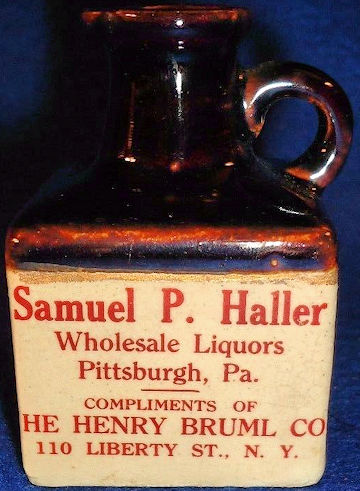 Samuel P. Haller
Wholesale Liquors
Pittsburgh, Pa.
COMPLIMENTS OF
HE HENRY BRUML CO
110 LIBERTY ST., N. Y.